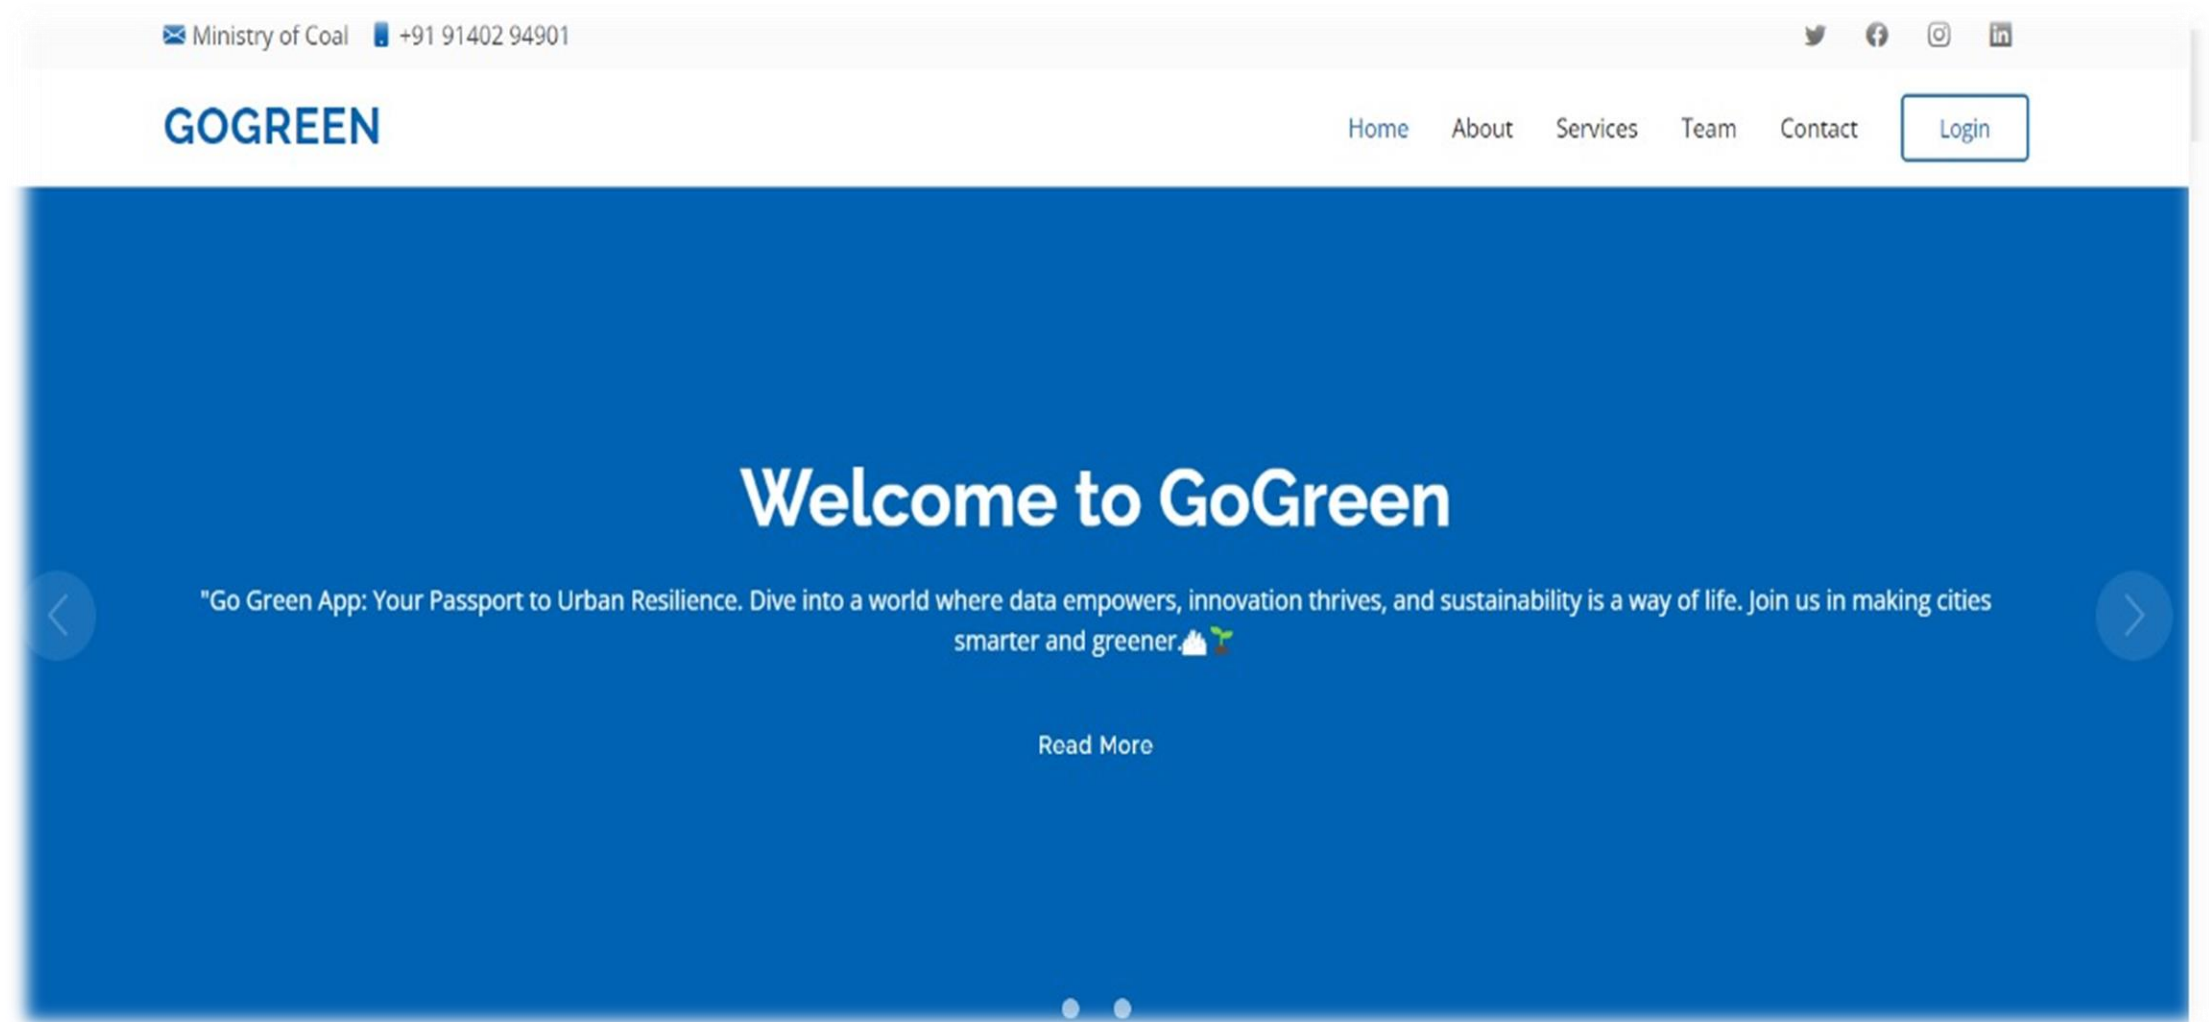 Ministry of Coal +91 91402 94901
GOGREEN
Home About Services Team Contact Login
Welcome to GoGreen
"Go Green App: Your Passport to Urban Resilience. Dive into a world where data empowers, innovation thrives, and sustainability is a way of life. Join us in making cities
smarter and greener.
Read More